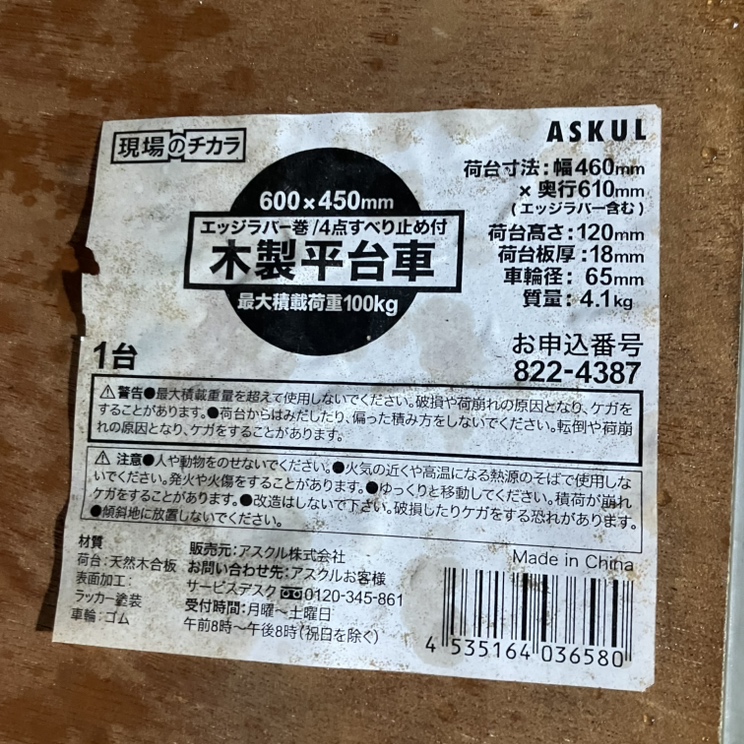 ASKUL
現場のチカラ
600×450mm
エッジラバー巻/4点すべり止め付
木製平台車
最大積載荷重100kg
荷台寸法:幅460mm
×奥行610mm
(エッジラバー含む)
荷台高さ:120mm
荷台板厚:18mm
車輪径:65mm
質量:4.1kg
1台
お申込番号
822-4387
⚠警告●最大積載重量を超えて使用しないでください。破損や荷崩れの原因となり、ケガを
することがあります。●荷台からはみだしたり、偏った積み方をしないでください。転倒や荷崩
れの原因となり、ケガをすることがあります。
⚠注意●人や動物をのせないでください。●火気の近くや高温になる熱源のそばで使用しな
いでください。発火や火傷をすることがあります。●ゆっくりと移動してください。積荷が崩れ
ケガをすることがあります。●改造はしないで下さい。破損したりケガをする恐れがあります。
●傾斜地に放置しないでください。
材質
荷台:天然木合板
表面加工:
ラッカー塗装
車輪:ゴム
販売元:アスクル株式会社
お問い合わせ先:アスクルお客様
サービスデスク 0120-345-861
受付時間:月曜~土曜日
午前8時~午後8時(祝日を除く)
Made in China
4 535164 036580